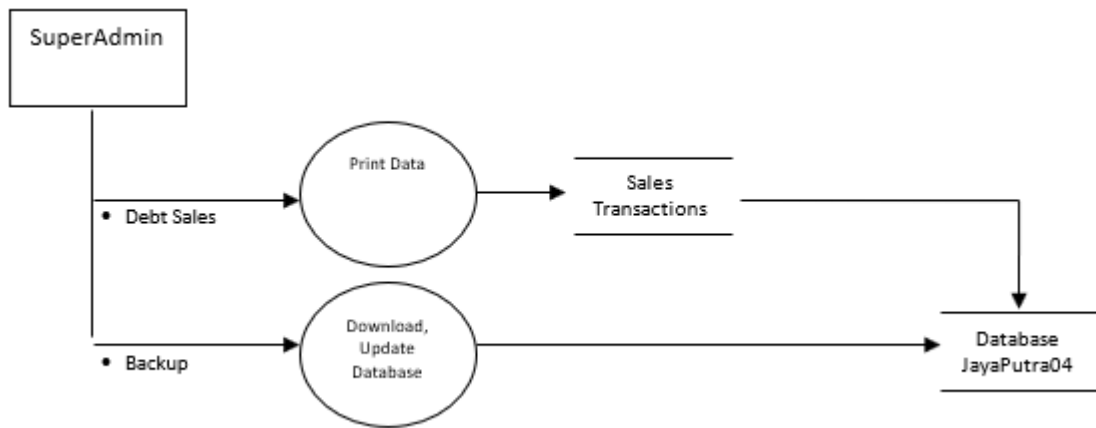 SuperAdmin
Print Data
Sales
Transactions
• Debt Sales
Download,
Update
Database
• Backup
Database
JayaPutra04